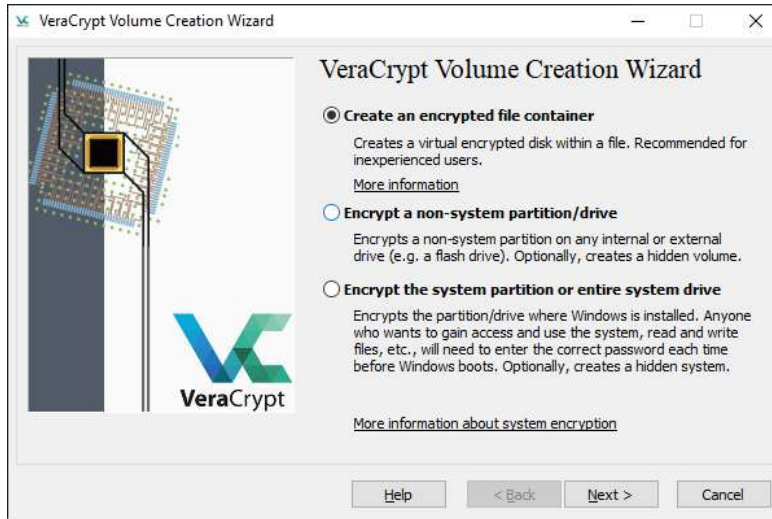 VeraCrypt Volume Creation Wizard
VeraCrypt Volume Creation Wizard
Create an encrypted file container
Creates a virtual encrypted disk within a file. Recommended for
inexperienced users.
More information
Encrypt a non-system partition/drive
Encrypts a non-system partition on any internal or external
drive (e.g. a flash drive). Optionally, creates a hidden volume.
Encrypt the system partition or entire system drive
Encrypts the partition/drive where Windows is installed. Anyone
who wants to gain access and use the system, read and write
files, etc., will need to enter the correct password each time
before Windows boots. Optionally, creates a hidden system.
More information about system encryption
VeraCrypt
Help
< Back
Next >
Cancel